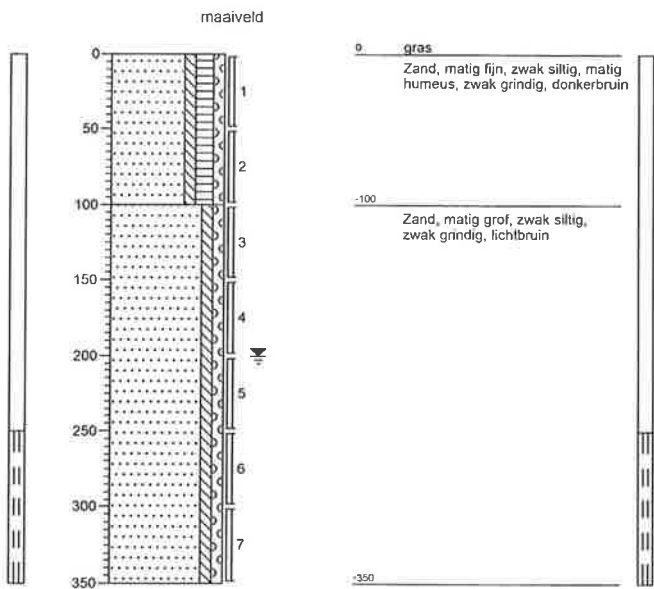 maaiveld
0
50
100
150
200
250
300
350
1
2
3
4
5
6
7
0 gras
Zand, matig fijn, zwak siltig, matig
humeus, zwak grindig, donkerbruin
-100
Zand, matig grof, zwak siltig,
zwak grindig, lichtbruin
-350